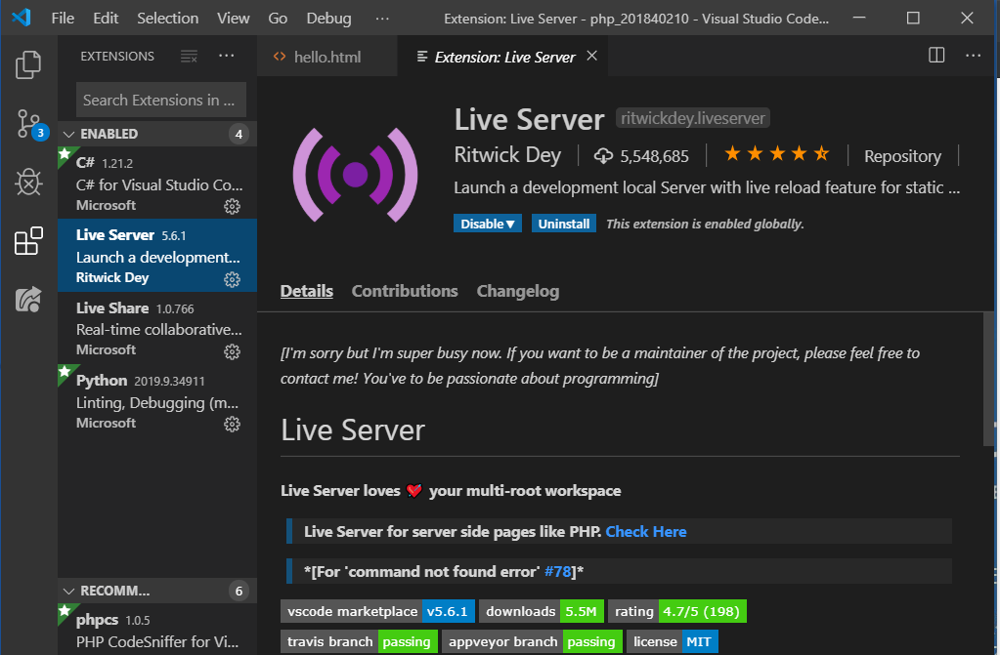 File Edit Selection View Go Debug ··· Extension: Live Server - php_201840210 - Visual Studio Code...
EXTENSIONS ···
hello.html
Extension: Live Server
Search Extensions in ...
3
ENABLED 4
C# 1.21.2
C# for Visual Studio Co...
Microsoft
Live Server 5.6.1
Launch a development...
Ritwick Dey
Live Share 1.0.766
Real-time collaborative...
Microsoft
Python 2019.9.34911
Linting, Debugging (m...
Microsoft
RECOMM... 6
phpcs 1.0.5
PHP CodeSniffer for Vi...
Live Server ritwickdey.liveserver
Ritwick Dey 5,548,685 Repository
Launch a development local Server with live reload feature for static ...
Disable▼ Uninstall This extension is enabled globally.
Details Contributions Changelog
[I'm sorry but I'm super busy now. If you want to be a maintainer of the project, please feel free to
contact me! You've to be passionate about programming]
Live Server
Live Server loves 💘 your multi-root workspace
Live Server for server side pages like PHP. Check Here
*[For 'command not found error' #78]*
vscode marketplace v5.6.1 downloads 5.5M rating 4.7/5 (198)
travis branch passing appveyor branch passing license MIT